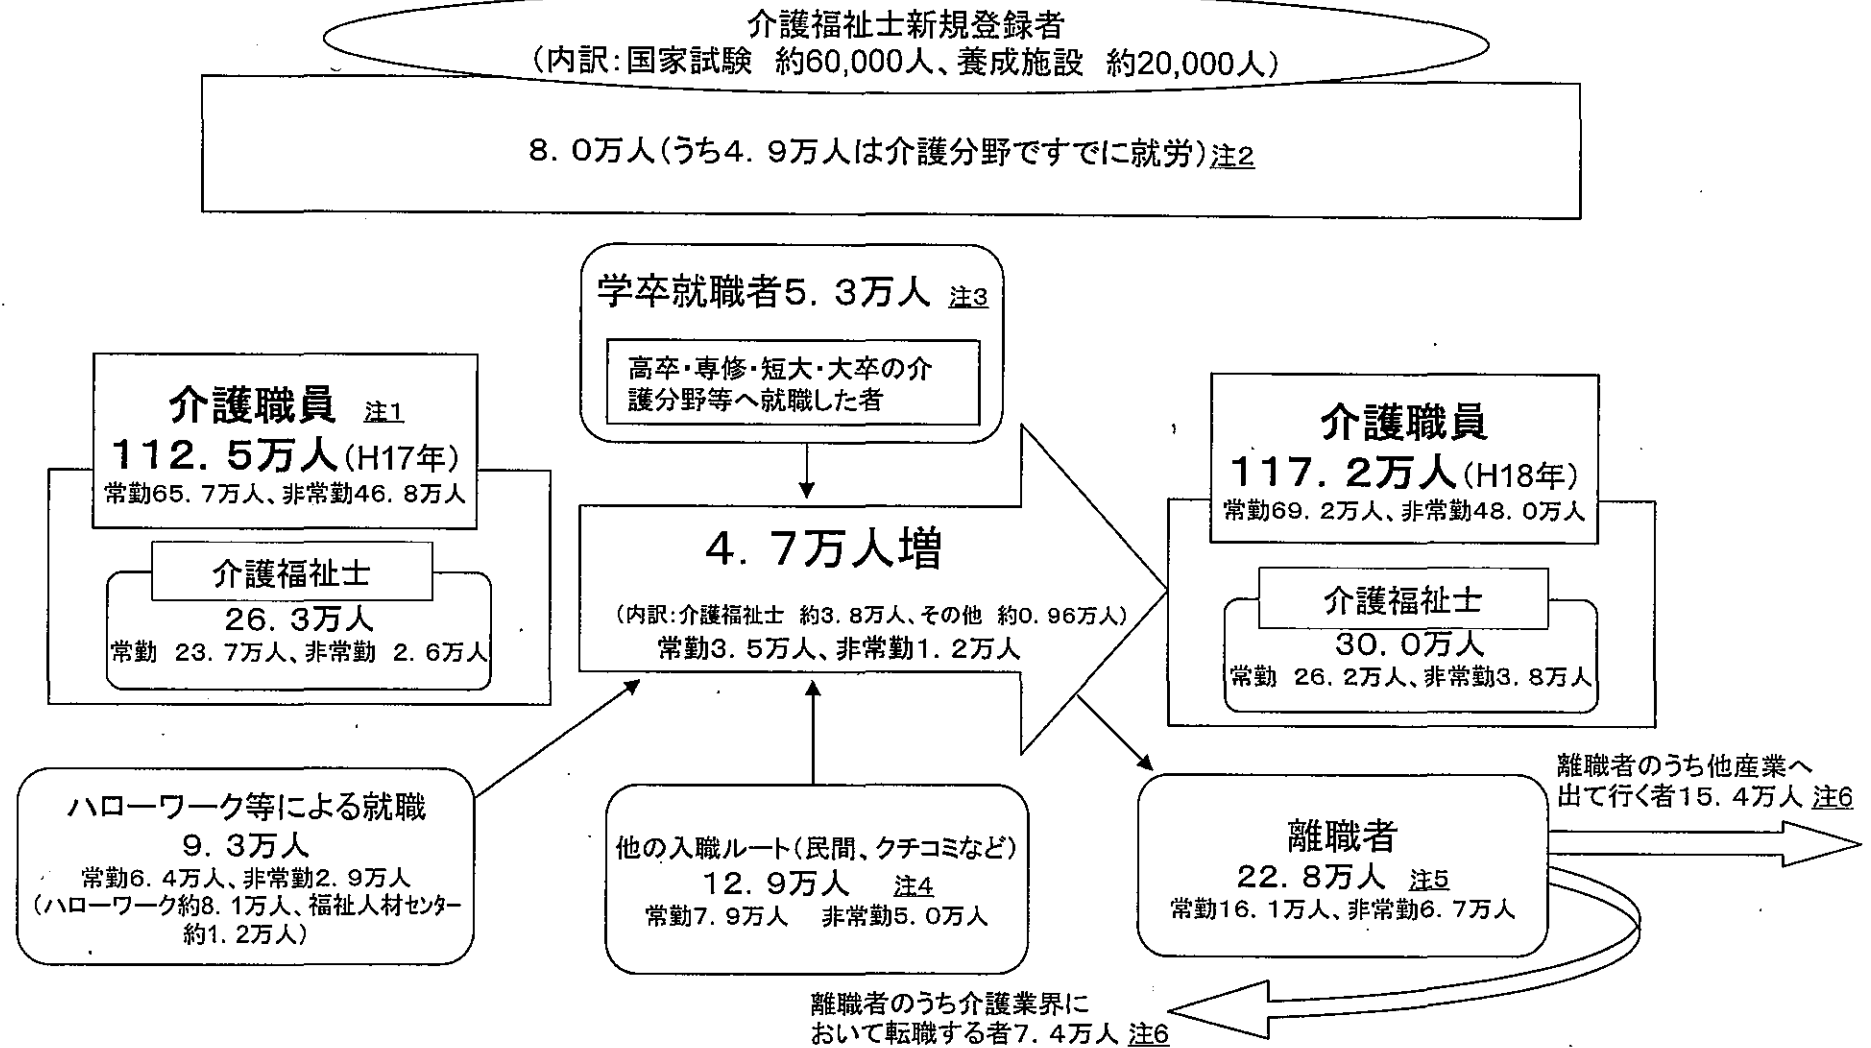 介護福祉士新規登録者
（内訳：国家試験　約60,000人、養成施設　約20,000人）
８．０万人（うち４．９万人は介護分野ですでに就労）注２
学卒就職者５．３万人　注３
高卒・専修・短大・大卒の介
護分野等へ就職した者
介護職員　注１
１１２．５万人（H17年）
常勤６５．７万人、非常勤４６．８万人
介護福祉士
２６．３万人
常勤　２３．７万人、非常勤　２．６万人
４．７万人増
（内訳：介護福祉士　約３．８万人、その他　約０．９６万人）
常勤３．５万人、非常勤１．２万人
介護職員
１１７．２万人（H18年）
常勤６９．２万人、非常勤４８．０万人
介護福祉士
３０．０万人
常勤　２６．２万人、非常勤３．８万人
ハローワーク等による就職
９．３万人
常勤６．４万人、非常勤２．９万人
（ハローワーク約８．１万人、福祉人材センター
約１．２万人）
他の入職ルート（民間、クチコミなど）
１２．９万人　注４
常勤７．９万人　非常勤５．０万人
離職者
２２．８万人　注５
常勤１６．１万人、非常勤６．７万人
離職者のうち他産業へ
出て行く者１５．４万人　注６
離職者のうち介護業界に
おいて転職する者７．４万人　注６